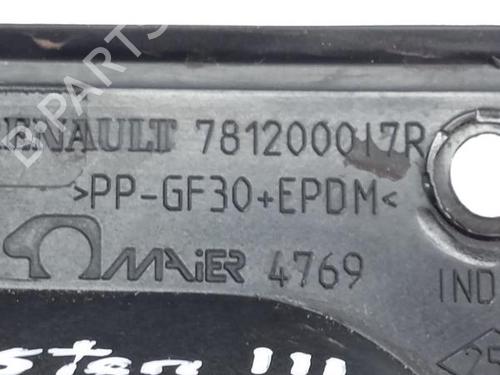 RENAULT 781200017R
>PP-GF30+EPDM<
MAIER 4769
IND